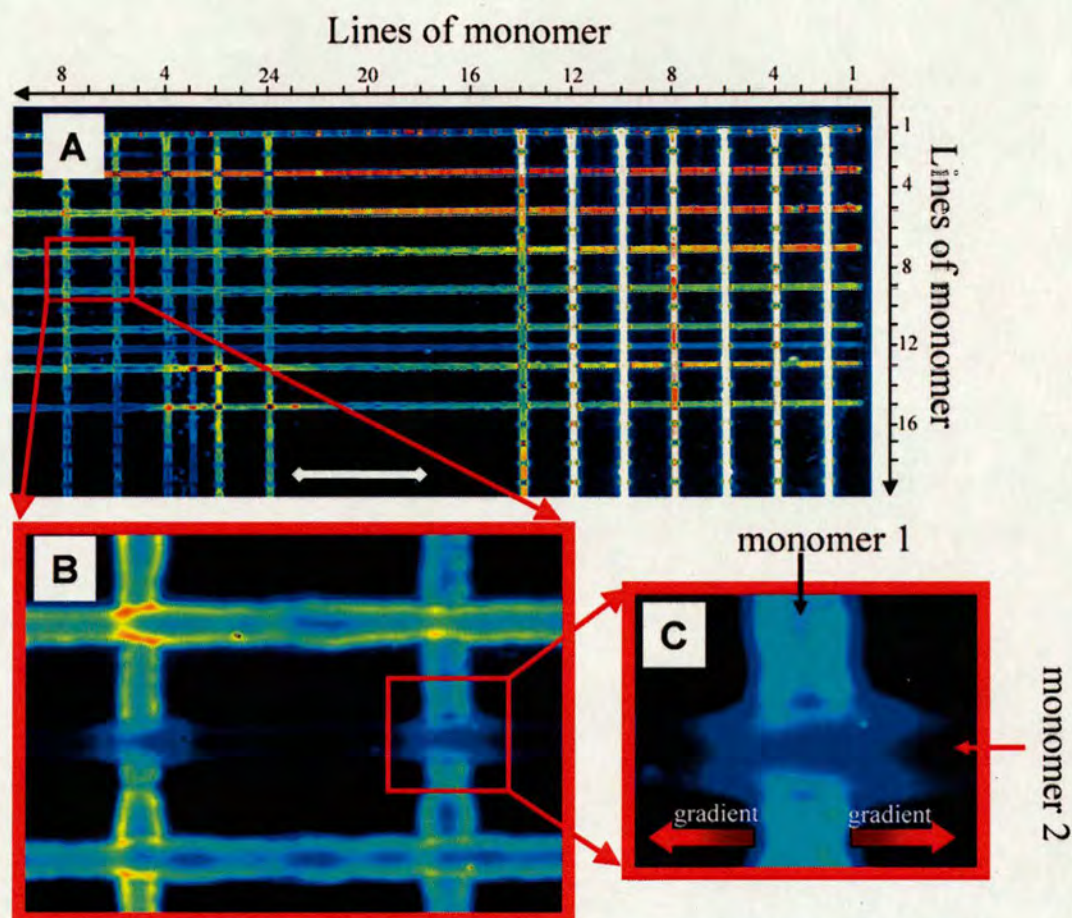 Lines of monomer
8 4 24 20 16 12 8 4 1
A
1
4
8
12
16
Lines of monomer
B
monomer 1
C
gradient gradient
monomer 2